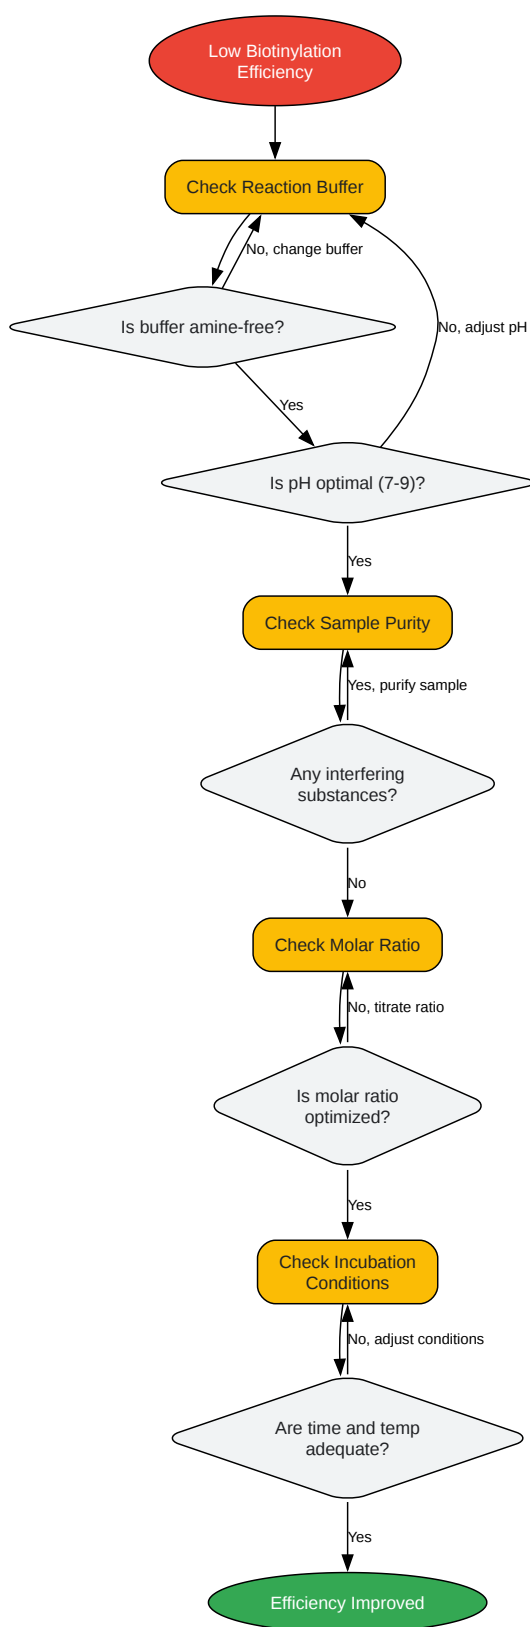 Low Biotinylation
Efficiency
Check Reaction Buffer
No, change buffer
Is buffer amine-free?
No, adjust pH
Yes
Is pH optimal (7-9)?
Yes
Check Sample Purity
Yes, purify sample
Any interfering
substances?
No
Check Molar Ratio
No, titrate ratio
Is molar ratio
optimized?
Yes
Check Incubation
Conditions
No, adjust conditions
Are time and temp
adequate?
Yes
Efficiency Improved